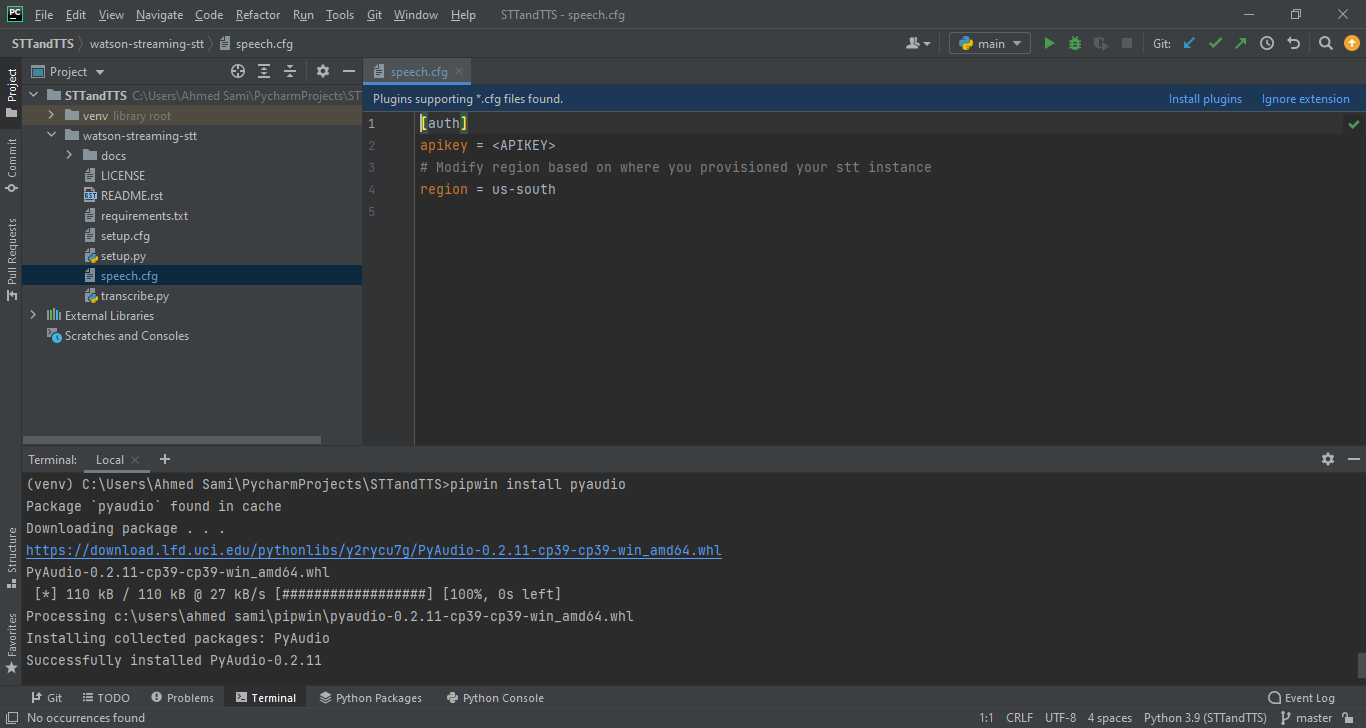 PC File Edit View Navigate Code Refactor Run Tools Git Window Help STTandTTS - speech.cfg
STTandTTS watson-streaming-stt speech.cfg main Git:
Project speech.cfg
Plugins supporting *.cfg files found. Install plugins Ignore extension
STTandTTS C:\Users\Ahmed Sami\PycharmProjects\ST
venv library root
watson-streaming-stt
docs
LICENSE
README.rst
requirements.txt
setup.cfg
setup.py
speech.cfg
transcribe.py
External Libraries
Scratches and Consoles
1 [auth]
2 apikey = <APIKEY>
3 # Modify region based on where you provisioned your stt instance
4 region = us-south
5
Project
Commit
Pull Requests
Structure
Favorites
Terminal: Local
(venv) C:\Users\Ahmed Sami\PycharmProjects\STTandTTS>pipwin install pyaudio
Package `pyaudio` found in cache
Downloading package . . .
https://download.lfd.uci.edu/pythonlibs/y2rycu7g/PyAudio-0.2.11-cp39-cp39-win_amd64.whl
PyAudio-0.2.11-cp39-cp39-win_amd64.whl
[*] 110 kB / 110 kB @ 27 kB/s [##################] [100%, 0s left]
Processing c:\users\ahmed sami\pipwin\pyaudio-0.2.11-cp39-cp39-win_amd64.whl
Installing collected packages: PyAudio
Successfully installed PyAudio-0.2.11
Git TODO Problems Terminal Python Packages Python Console Event Log
No occurrences found 1:1 CRLF UTF-8 4 spaces Python 3.9 (STTandTTS) master